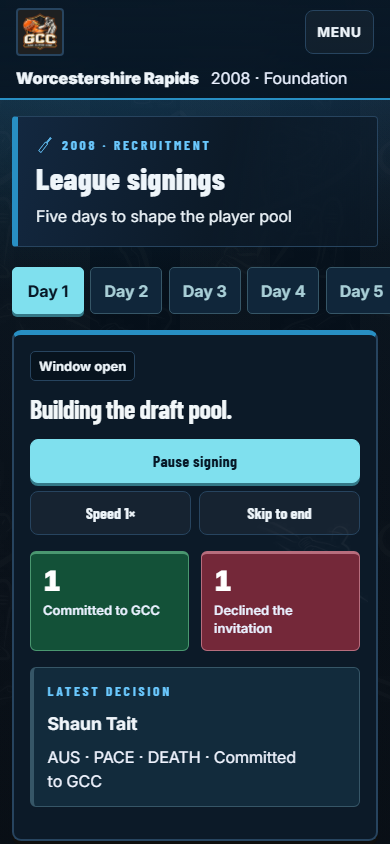 GCC
MENU
Worcestershire Rapids 2008 · Foundation
2008 · RECRUITMENT
League signings
Five days to shape the player pool
Day 1 Day 2 Day 3 Day 4 Day 5
Window open
Building the draft pool.
Pause signing
Speed 1× Skip to end
1 1
Committed to GCC Declined the
invitation
LATEST DECISION
Shaun Tait
AUS · PACE · DEATH · Committed
to GCC